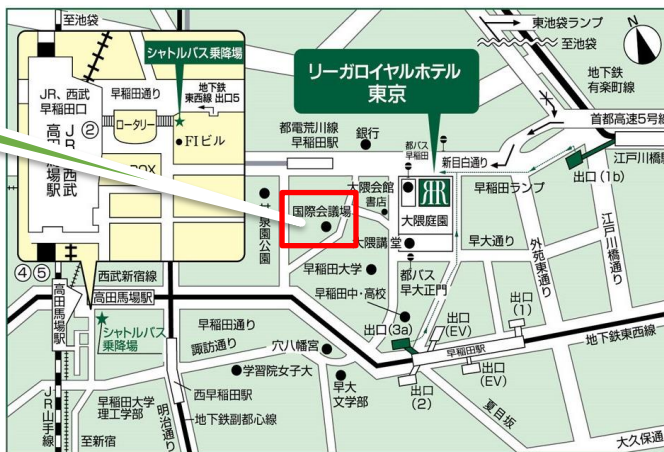 至池袋
シャトルバス乗降場
早稲田通り
地下鉄
東西線 出口5
JR、西武
早稲田口
②
JR西武
高田馬場駅
ロータリー
FIビル
BOX
④⑤
高田馬場駅
西武新宿線
高田馬場駅
シャトルバス
乗降場
JR山手線
早稲田大学
理工学部
至新宿
明治通り
西早稲田駅
地下鉄副都心線
早稲田通り
諏訪通り
学習院女子大
穴八幡宮
早大
文学部
リーガロイヤルホテル
東京
都電荒川線
早稲田駅
銀行
都バス
早稲田
新目白通り
甘泉園公園
国際会議場
大隈会館
書店
大隈庭園
大隈講堂
早稲田大学
都バス
早大正門
早稲田中・高校
早大通り
出口(3a)
出口
(EV)
早稲田駅
出口
(1)
出口
(2)
出口
(EV)
夏目坂
地下鉄東西線
大久保通
外苑東通り
江戸川橋通り
早稲田ランプ
出口(1b)
江戸川橋
首都高速5号線
地下鉄
有楽町線
東池袋ランプ
至池袋
N